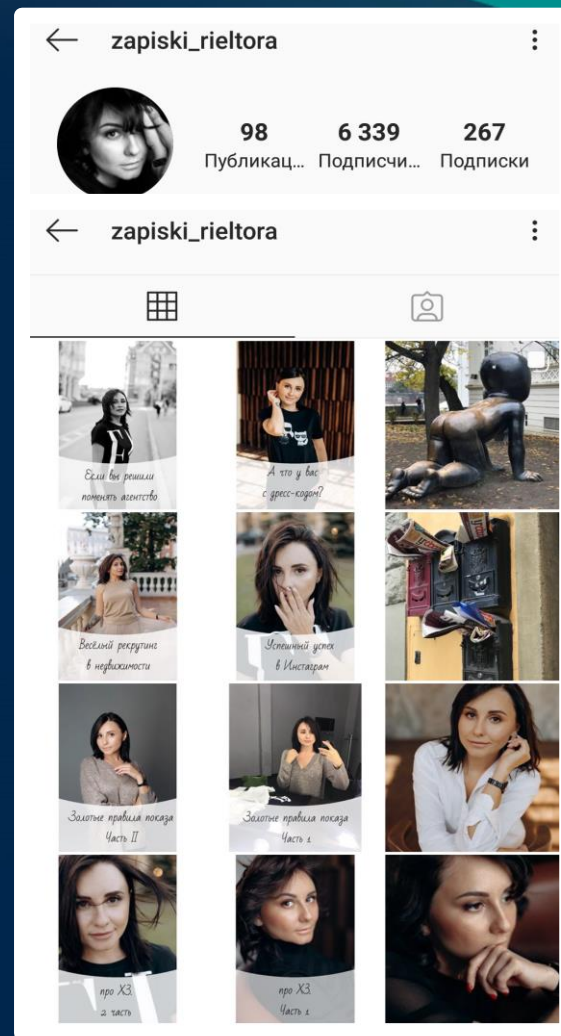 zapiski_rieltora
98 6 339 267
Публикац... Подписчи... Подписки
zapiski_rieltora
Если вы решили
поменять агентство
А что у вас
с дресс-кодом?
Весёлый рекрутинг
в недвижимости
Успешный успех
в Инстаграм
Золотые правила показа
Часть II
Золотые правила показа
Часть 1
про ХЗ.
2 часть
про ХЗ.
Часть 1